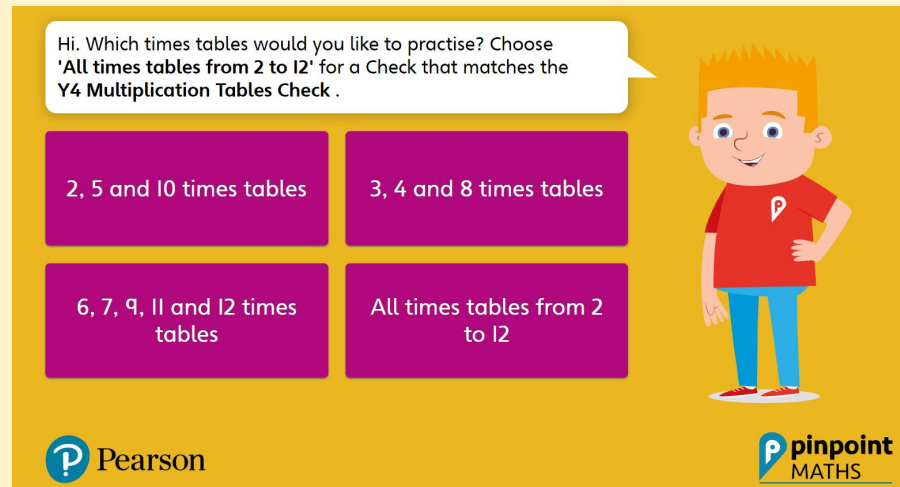 Hi. Which times tables would you like to practise? Choose
'All times tables from 2 to 12' for a Check that matches the
Y4 Multiplication Tables Check .
2, 5 and 10 times tables
3, 4 and 8 times tables
6, 7, 9, 11 and 12 times
tables
All times tables from 2
to 12
Pearson
pinpoint
MATHS